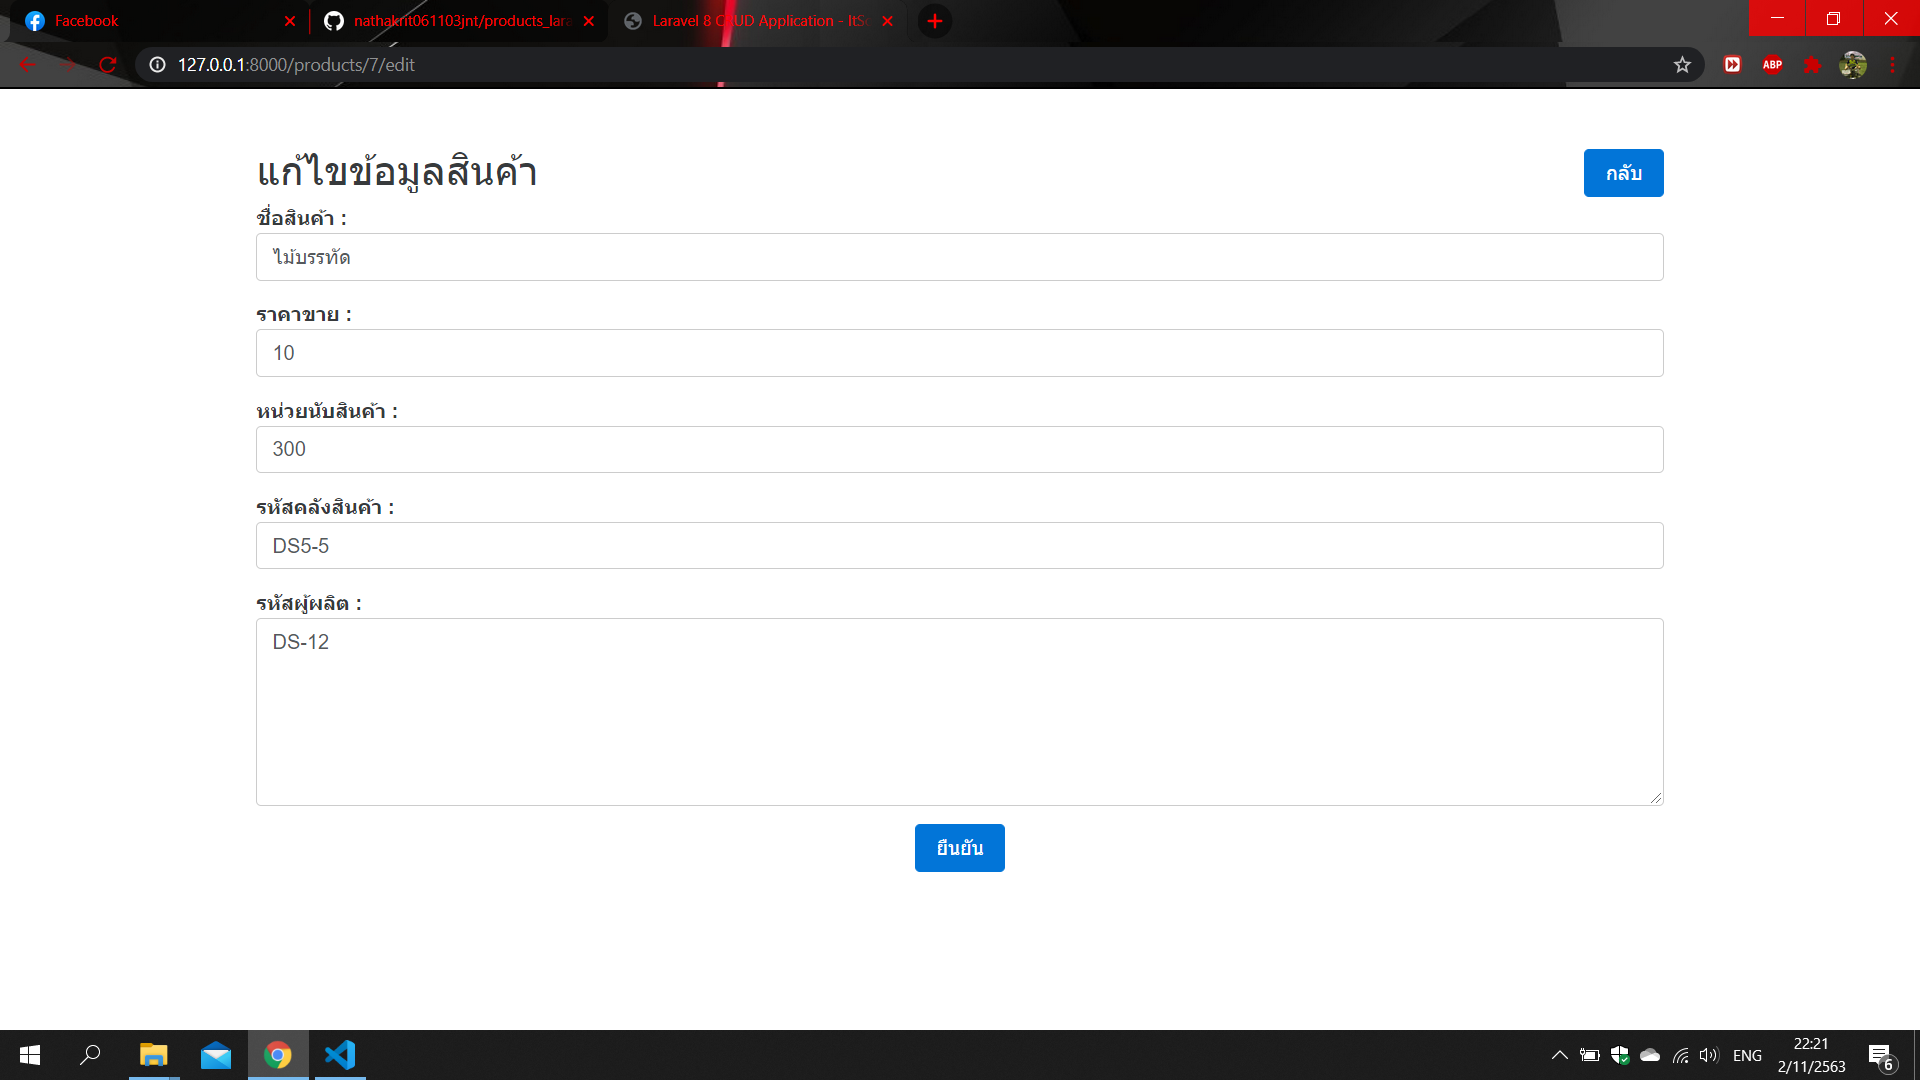 Facebook
nathakrit061103jnt/products_lara
Laravel 8 CRUD Application - ItSo
127.0.0.1:8000/products/7/edit
ABP
แก้ไขข้อมูลสินค้า
กลับ
ชื่อสินค้า :
ไม้บรรทัด
ราคาขาย :
10
หน่วยนับสินค้า :
300
รหัสคลังสินค้า :
DS5-5
รหัสผู้ผลิต :
DS-12
ยืนยัน
ENG
22:21
2/11/2563
6